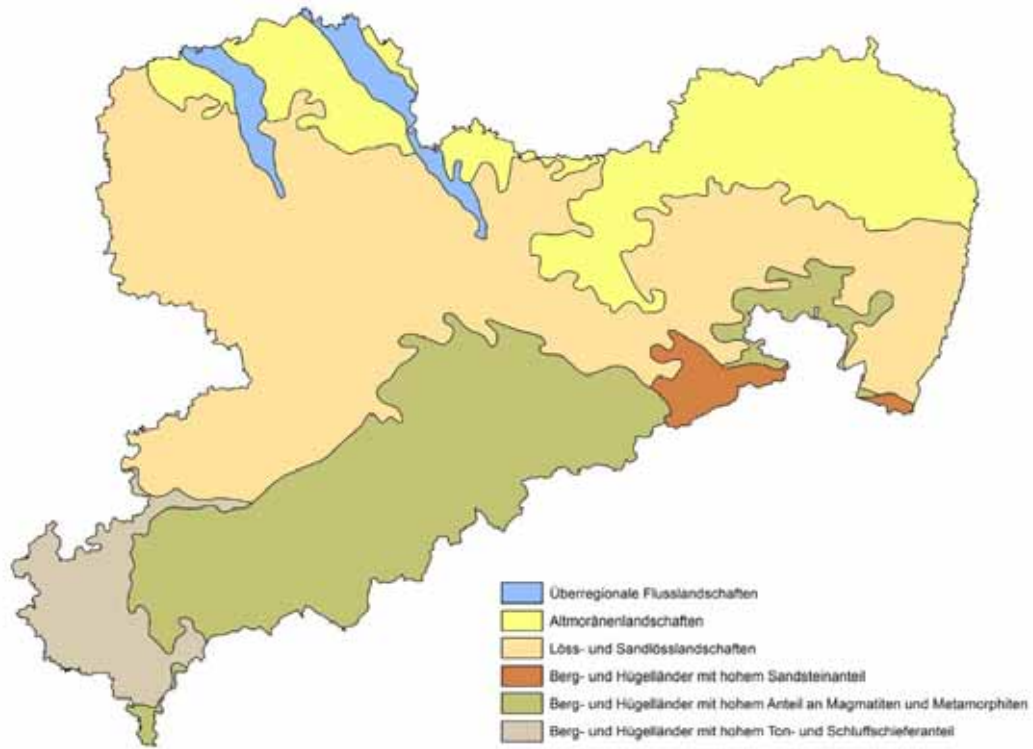 Überregionale Flusslandschaften
Altmoränenlandschaften
Löss- und Sandlösslandschaften
Berg- und Hügelländer mit hohem Sandsteinanteil
Berg- und Hügelländer mit hohem Anteil an Magmatiten und Metamorphiten
Berg- und Hügelländer mit hohem Ton- und Schluffschieferanteil